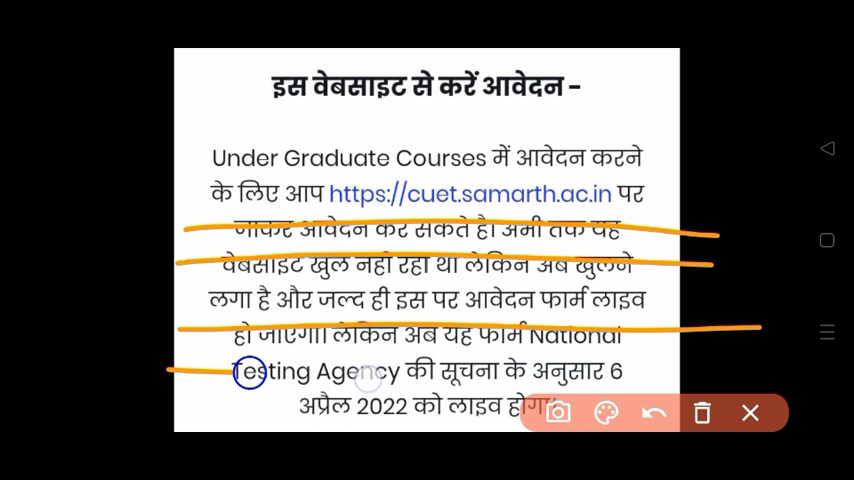 इस वेबसाइट से करें आवेदन -
Under Graduate Courses में आवेदन करने
के लिए आप https://cuet.samarth.ac.in पर
जाकर आवेदन कर सकते है। अभी तक यह
वेबसाइट खुल नहीं रहा था लेकिन अब खुलने
लगा है और जल्द ही इस पर आवेदन फार्म लाइव
हो जाएगा। लेकिन अब यह फार्म National
Testing Agency की सूचना के अनुसार 6
अप्रैल 2022 को लाइव होगा।